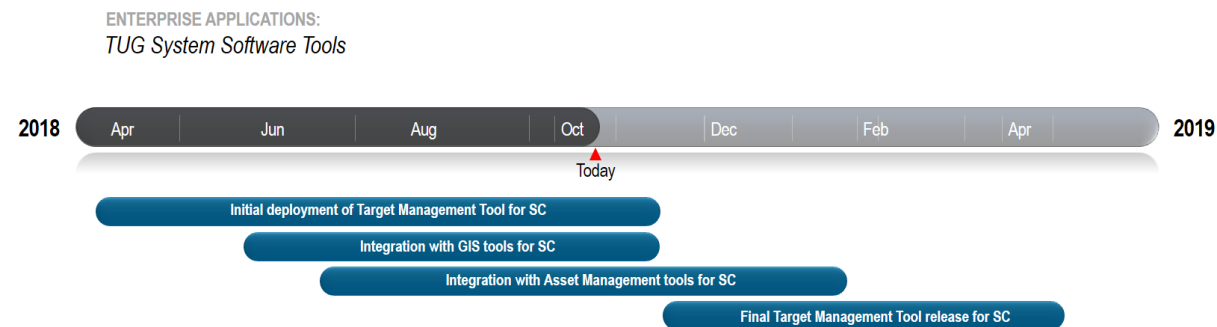 ENTERPRISE APPLICATIONS:
TUG System Software Tools
2018 Apr Jun Aug Oct Dec Feb Apr 2019
Today
Initial deployment of Target Management Tool for SC
Integration with GIS tools for SC
Integration with Asset Management tools for SC
Final Target Management Tool release for SC